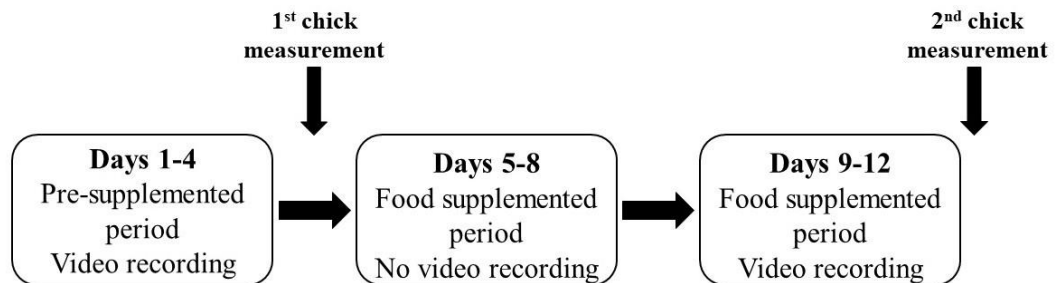 1st chick
measurement
2nd chick
measurement
Days 1-4
Pre-supplemented
period
Video recording
Days 5-8
Food supplemented
period
No video recording
Days 9-12
Food supplemented
period
Video recording